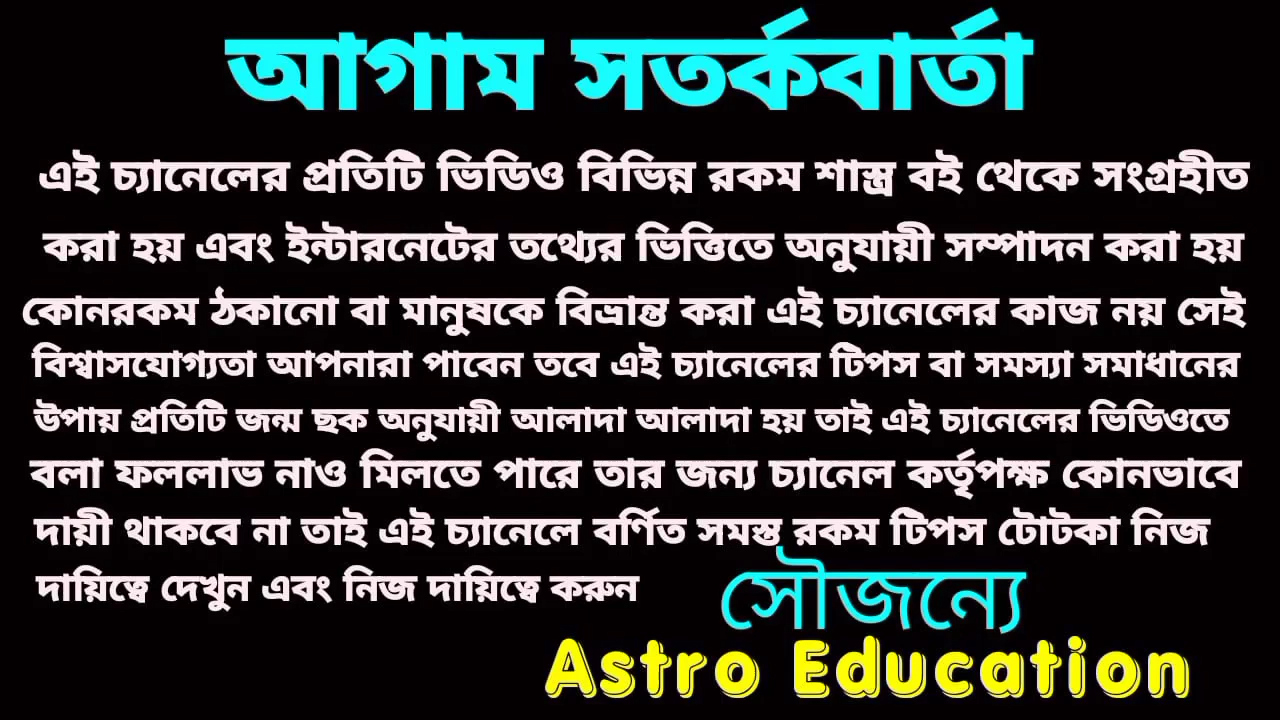 আগাম সতর্কবার্তা
এই চ্যানেলের প্রতিটি ভিডিও বিভিন্ন রকম শাস্ত্র বই থেকে সংগ্রহীত
করা হয় এবং ইন্টারনেটের তথ্যের ভিত্তিতে অনুযায়ী সম্পাদন করা হয়
কোনরকম ঠকানো বা মানুষকে বিভ্রান্ত করা এই চ্যানেলের কাজ নয় সেই
বিশ্বাসযোগ্যতা আপনারা পাবেন তবে এই চ্যানেলের টিপস বা সমস্যা সমাধানের
উপায় প্রতিটি জন্ম ছক অনুযায়ী আলাদা আলাদা হয় তাই এই চ্যানেলের ভিডিওতে
বলা ফললাভ নাও মিলতে পারে তার জন্য চ্যানেল কর্তৃপক্ষ কোনভাবে
দায়ী থাকবে না তাই এই চ্যানেলে বর্ণিত সমস্ত রকম টিপস টোটকা নিজ
দায়িত্বে দেখুন এবং নিজ দায়িত্বে করুন
সৌজন্যে
Astro Education